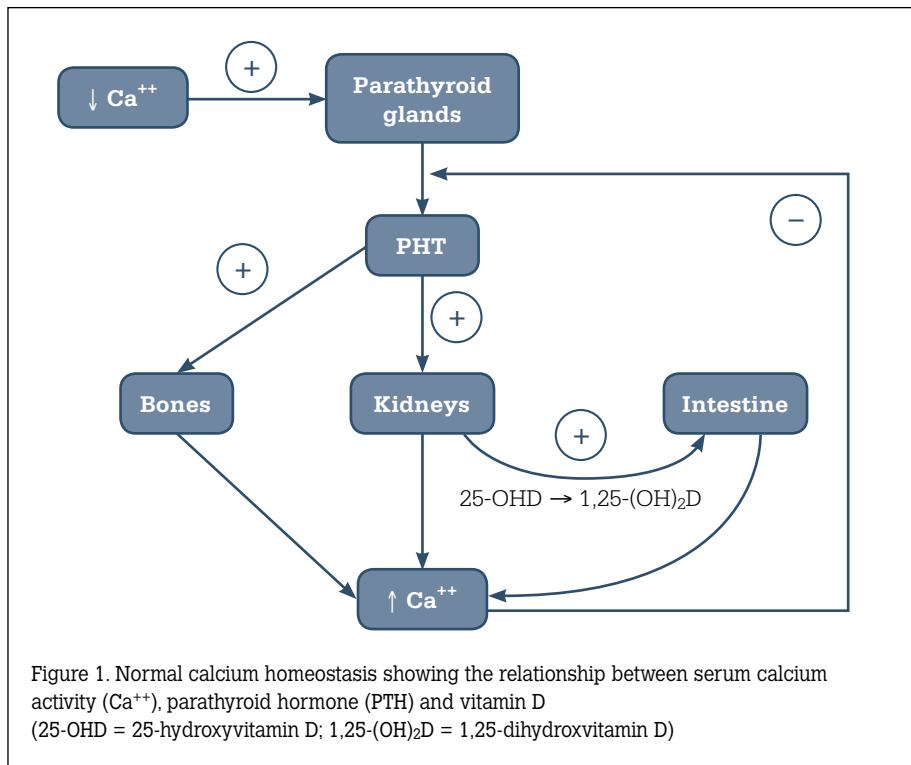 ↓ Ca⁺⁺
+
Parathyroid
glands
−
PHT
+
+
Bones
Kidneys
Intestine
+
25-OHD → 1,25-(OH)₂D
↑ Ca⁺⁺
Figure 1. Normal calcium homeostasis showing the relationship between serum calcium
activity (Ca⁺⁺), parathyroid hormone (PTH) and vitamin D
(25-OHD = 25-hydroxyvitamin D; 1,25-(OH)₂D = 1,25-dihydroxvitamin D)